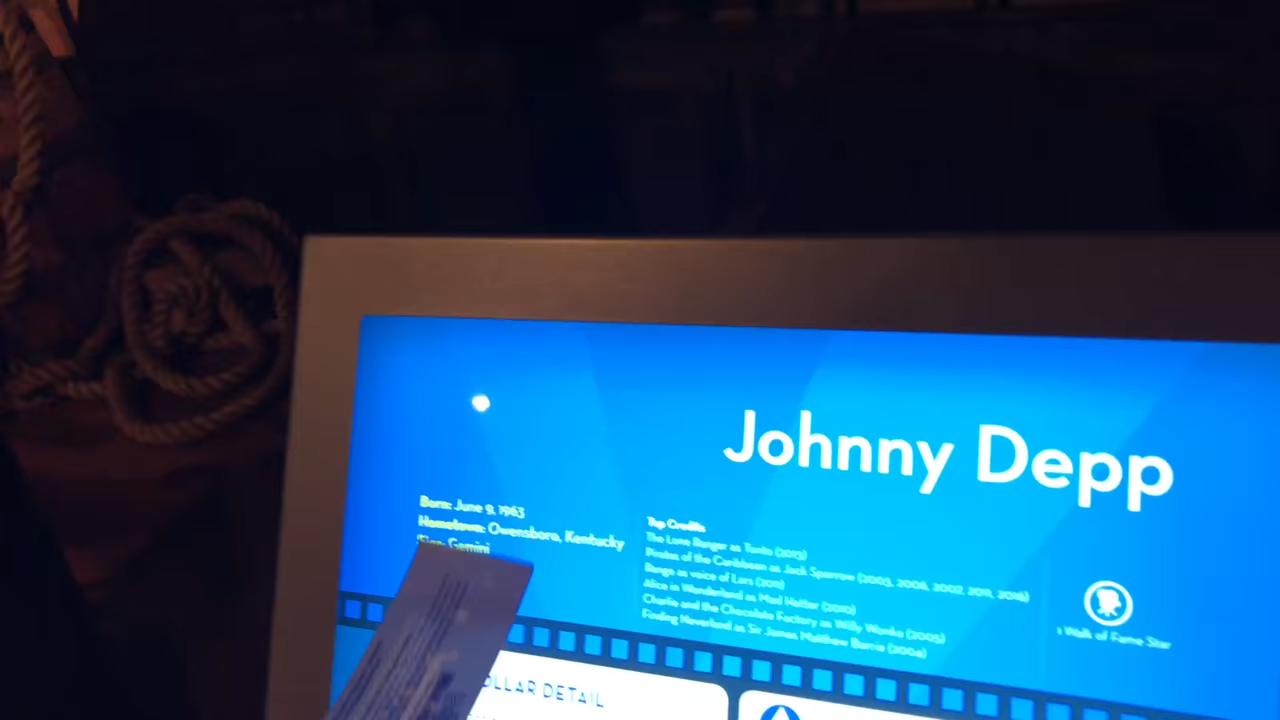 Johnny Depp
Born: June 9, 1963
Hometown: Owensboro, Kentucky
Sign: Gemini
Top Credits
The Lone Ranger as Tonto (2013)
Pirates of the Caribbean as Jack Sparrow (2003, 2006, 2007, 2011, 2016)
Rango as voice of Lars (2011)
Alice in Wonderland as Mad Hatter (2010)
Charlie and the Chocolate Factory as Willy Wonka (2005)
Finding Neverland as Sir James Matthew Barrie (2004)
1 Walk of Fame Star
OLLAR DETAIL